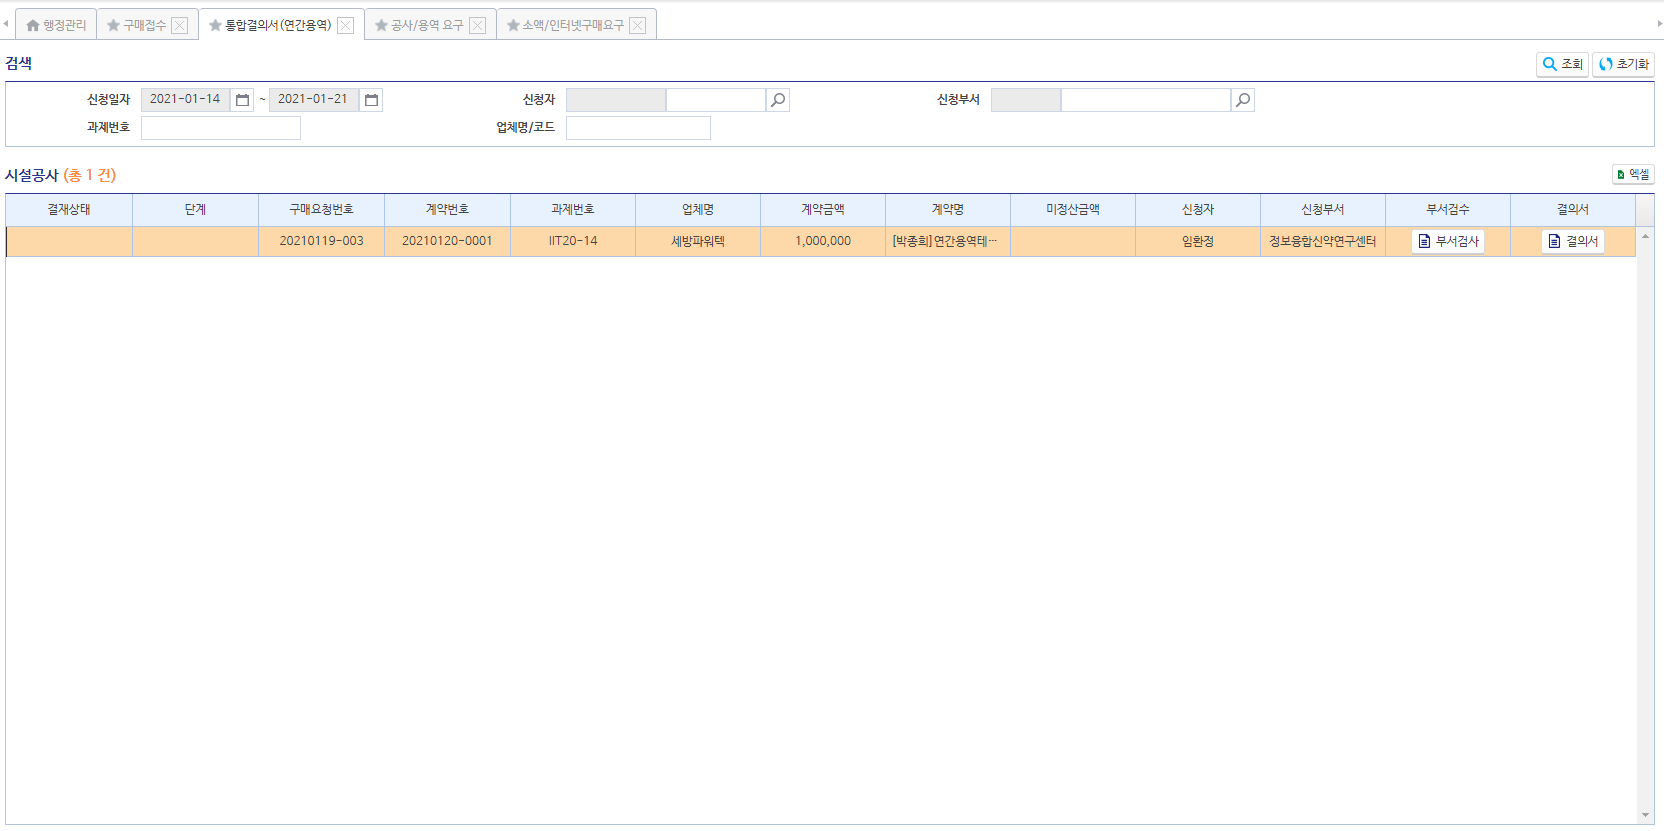 행정관리 구매접수 통합결의서(연간용역) 공사/용역 요구 소액/인터넷구매요구
검색 조회 초기화
신청일자 2021-01-14 ~ 2021-01-21 신청자 신청부서
과제번호 업체명/코드
시설공사 (총 1 건) 엑셀
결재상태 단계 구매요청번호 계약번호 과제번호 업체명 계약금액 계약명 미정산금액 신청자 신청부서 부서검수 결의서
20210119-003 20210120-0001 IIT20-14 세방파워텍 1,000,000 [박종희]연간용역테… 임환정 정보융합신약연구센터 부서검사 결의서